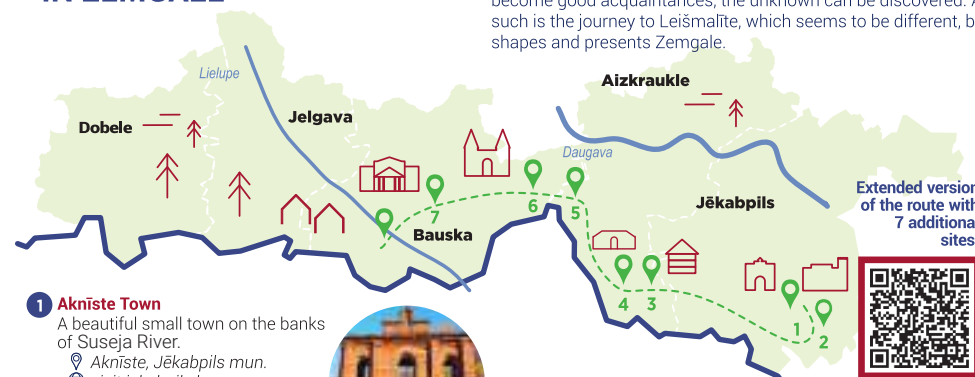 IN ZEMGALE
become good acquaintances, the unknown can be discovered. A
such is the journey to Leišmalīte, which seems to be different, b
shapes and presents Zemgale.
Lielupe
Aizkraukle
Dobele
Jelgava
Daugava
Extended version
of the route with
7 additiona
sites
Jēkabpils
7
6
5
Bauska
4
3
1
2
1 Aknīste Town
A beautiful small town on the banks
of Suseja River.
Aknīste, Jēkabpils mun.